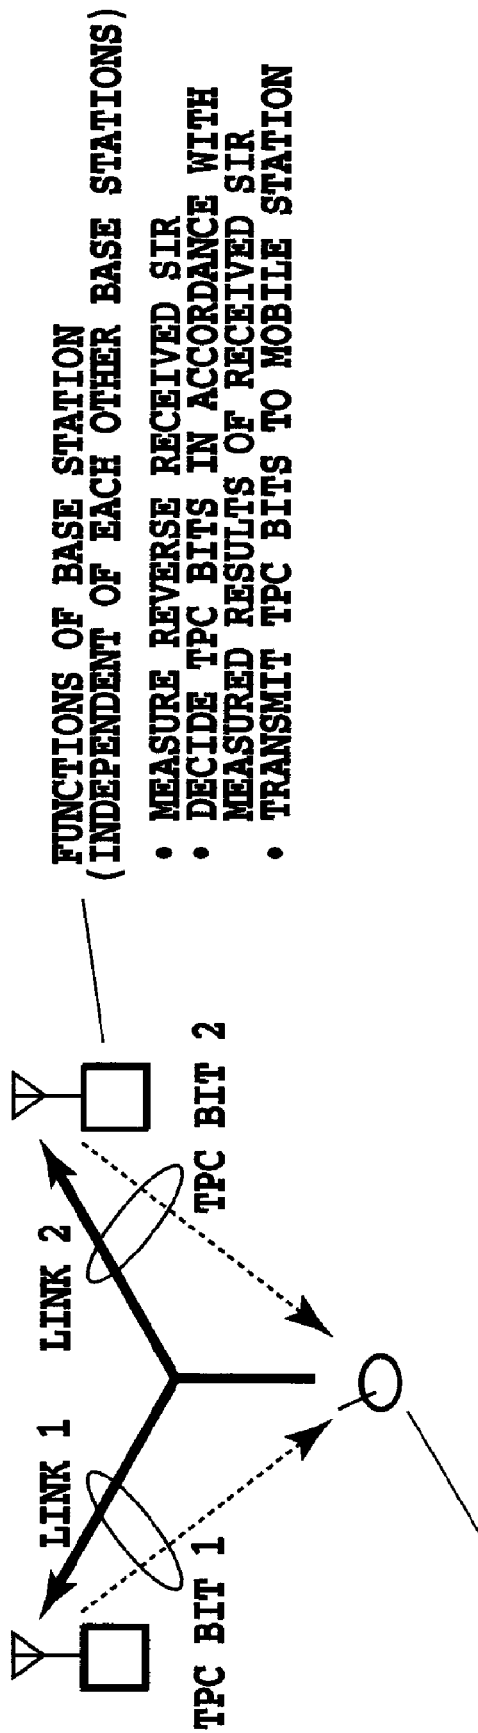 FUNCTIONS OF BASE STATION
(INDEPENDENT OF EACH OTHER BASE STATIONS)
• MEASURE REVERSE RECEIVED SIR
• DECIDE TPC BITS IN ACCORDANCE WITH
MEASURED RESULTS OF RECEIVED SIR
• TRANSMIT TPC BITS TO MOBILE STATION
LINK 1
LINK 2
TPC BIT 1
TPC BIT 2